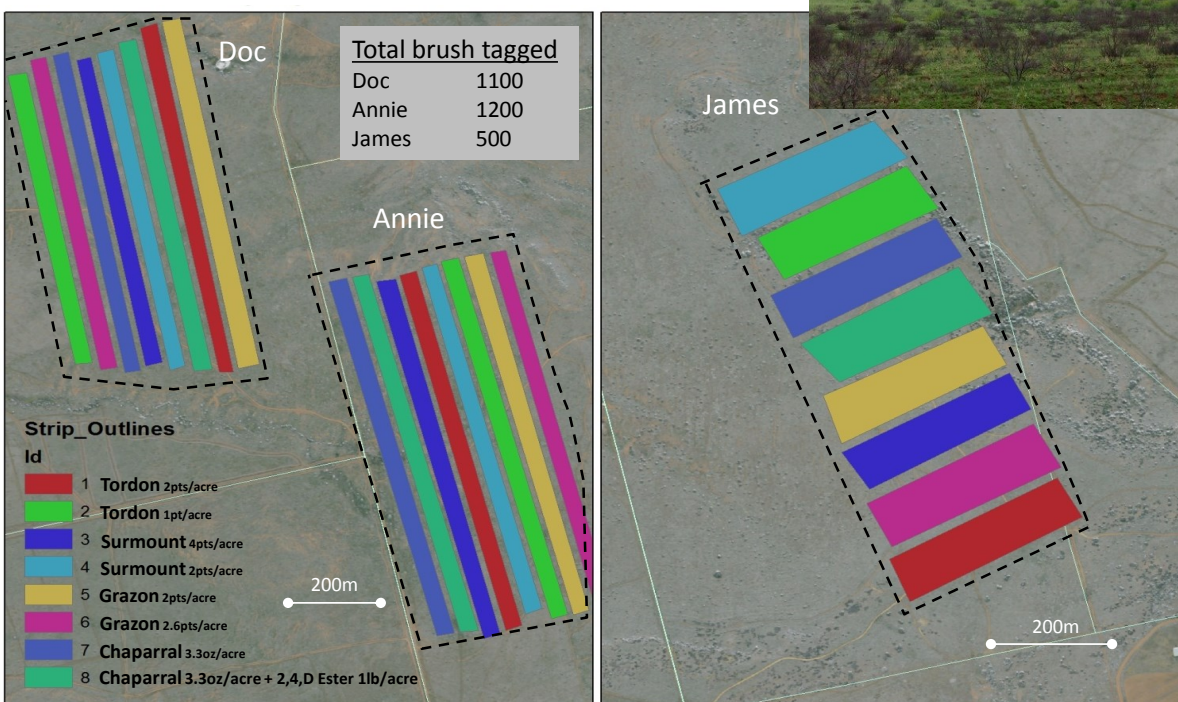 Doc
Total brush tagged
Doc 1100
Annie 1200
James 500
Annie
Strip_Outlines
Id
1 Tordon 2pts/acre
2 Tordon 1pt/acre
3 Surmount 4pts/acre
4 Surmount 2pts/acre
5 Grazon 2pts/acre
6 Grazon 2.6pts/acre
7 Chaparral 3.3oz/acre
8 Chaparral 3.3oz/acre + 2,4,D Ester 1lb/acre
200m
James
200m